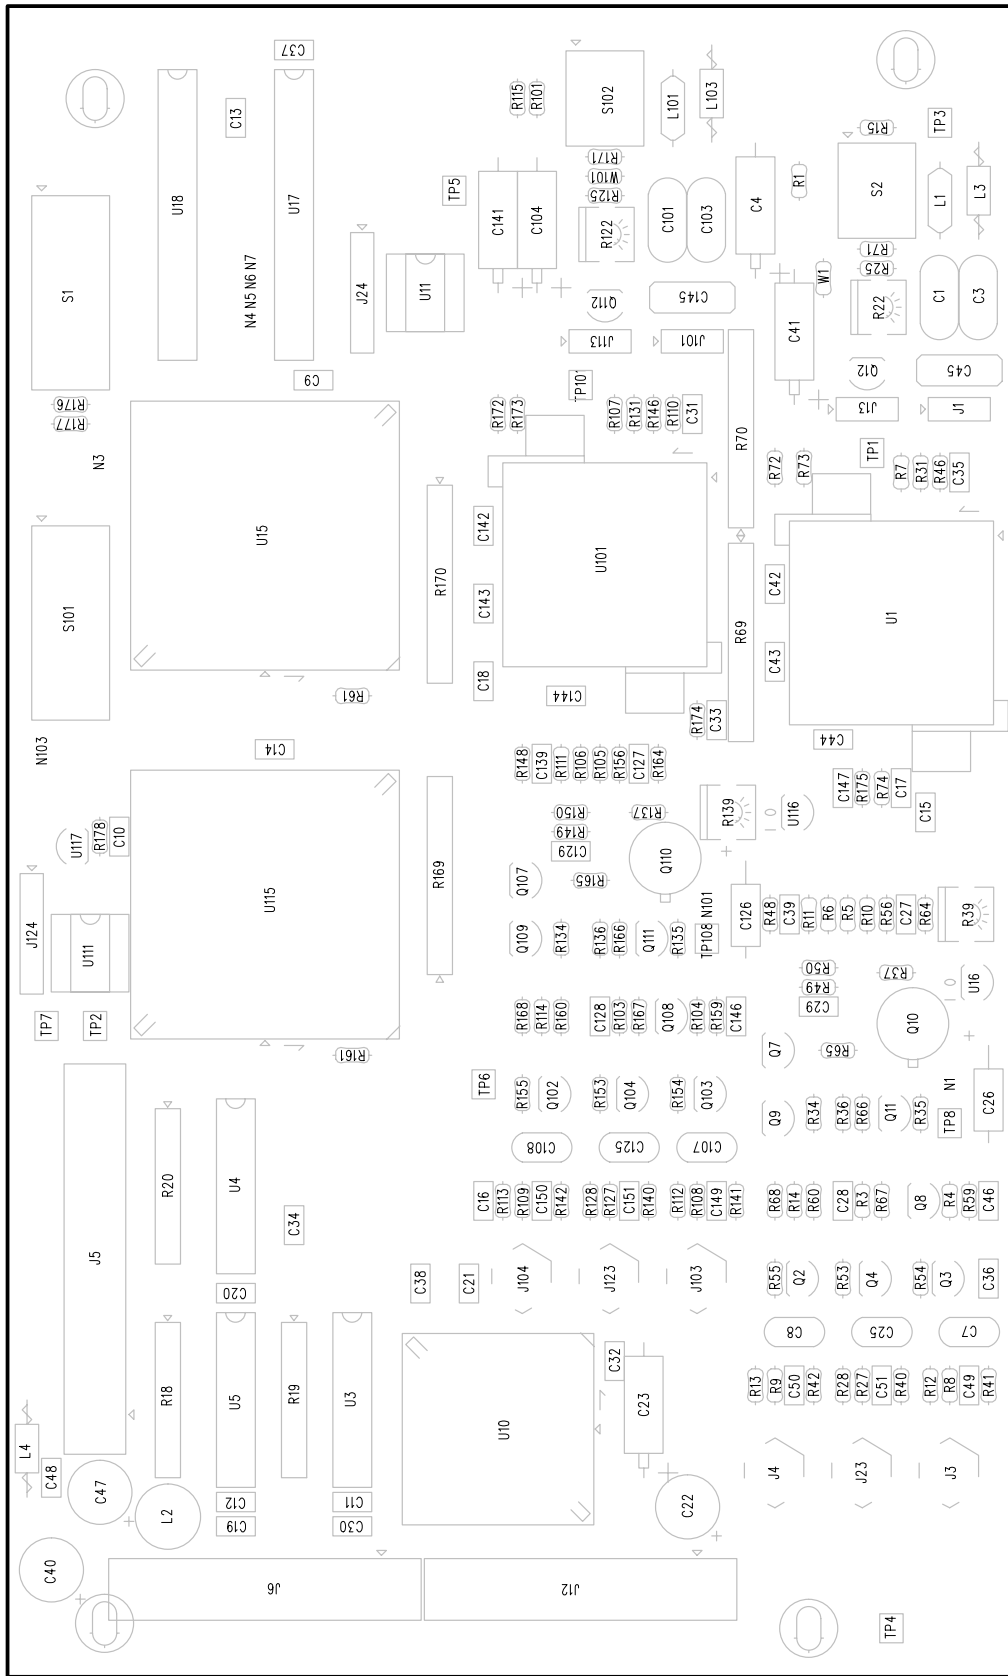 C37
C13
U18
U17
R115
R101
S102
L101
L103
R15
TP3
S2
L1
L3
R171
W101
R125
TP5
C141
C104
R122
C101
C103
C4
R1
S1
N4 N5 N6 N7
J24
U11
Q112
C145
R71
R25
W1
R22
C1
C3
J113
J101
C41
Q12
C45
C9
R176
R177
TP101
J13
J1
N3
R172
R173
R107
R131
R146
R110
C31
R70
TP1
R72
R73
R7
R31
R46
C35
U15
R170
C142
U101
S101
C143
C42
U1
R69
C43
C18
R61
C144
R174
C33
C44
N103
C14
R148
C139
R111
R106
R105
R156
C127
R164
C147
R175
R74
C17
C15
U117
R178
C10
R150
R149
C129
R137
R139
U116
Q110
R169
Q107
R165
U115
J124
U111
Q109
R134
R136
R166
Q111
R135
TP108
N101
C126
R48
C39
R11
R6
R5
R10
R56
C27
R64
R39
R50
R49
C29
R37
U16
Q10
TP7
TP2
R168
R114
R160
C128
R103
R167
Q108
R104
R159
C146
R161
Q7
R65
TP6
R155
Q102
R153
Q104
R154
Q103
N1
TP8
C26
Q9
R34
R36
R66
Q11
R35
R20
U4
C108
C125
C107
C34
C16
R113
R109
C150
R142
R128
R127
C151
R140
R112
R108
C149
R141
R68
R14
R60
C28
R3
R67
Q8
R4
R59
C46
J5
C20
C38
C21
J104
J123
J103
R55
Q2
R53
Q4
R54
Q3
C36
C8
C25
C7
R18
U5
R19
U3
C32
U10
C23
R13
R9
C50
R42
R28
R27
C51
R40
R12
R8
C49
R41
L4
C48
C47
L2
C12
C19
C11
C30
C22
J4
J23
J3
C40
J6
J12
TP4